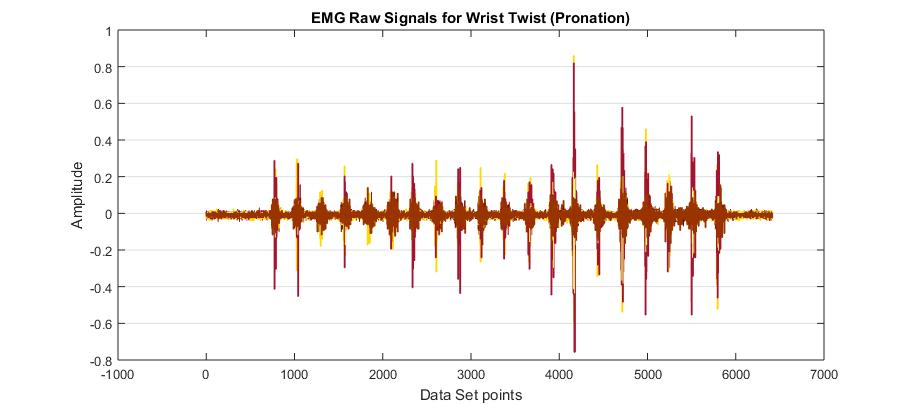 EMG Raw Signals for Wrist Twist (Pronation)
1
0.8
0.6
0.4
0.2
0
-0.2
-0.4
-0.6
-0.8
Amplitude
-1000 0 1000 2000 3000 4000 5000 6000 7000
Data Set points